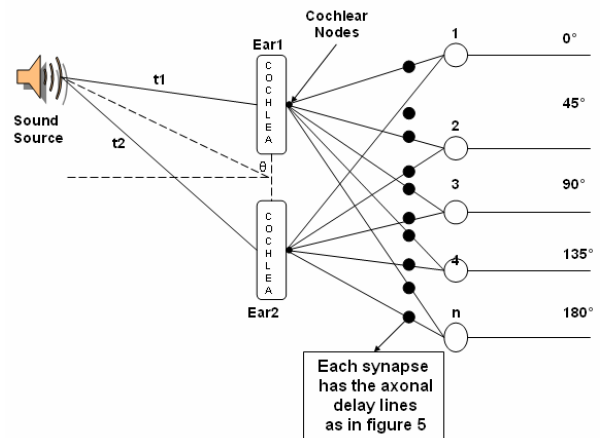 Cochlear
Nodes
Ear1
1
0°
t1
COCHLEA
Sound
Source
45°
2
t2
θ
3
90°
COCHLEA
4
135°
Ear2
n
180°
Each synapse
has the axonal
delay lines
as in figure 5